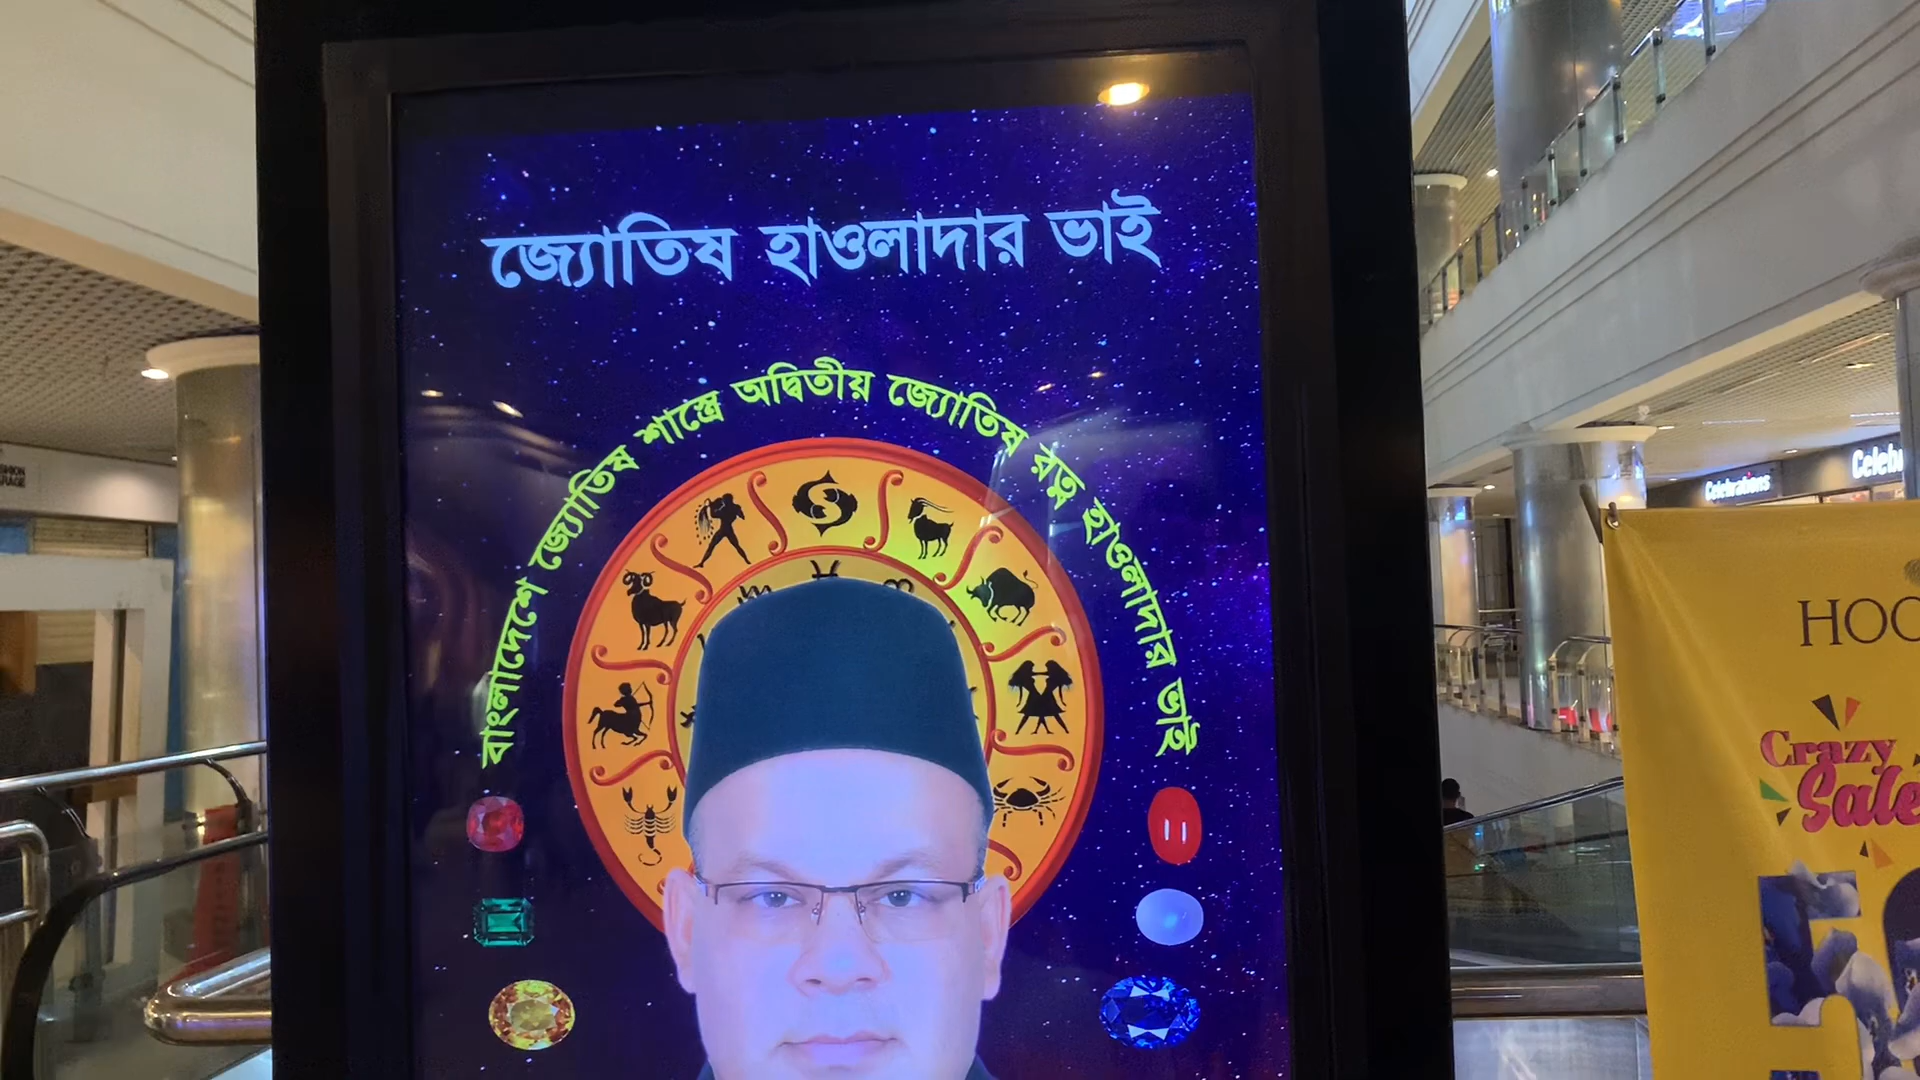 জ্যোতিষ হাওলাদার ভাই
বাংলাদেশে জ্যোতিষ শাস্ত্রে অদ্বিতীয় জ্যোতিষ রত্ন হাওলাদার ভাই
Celebrations
Crazy
Sale